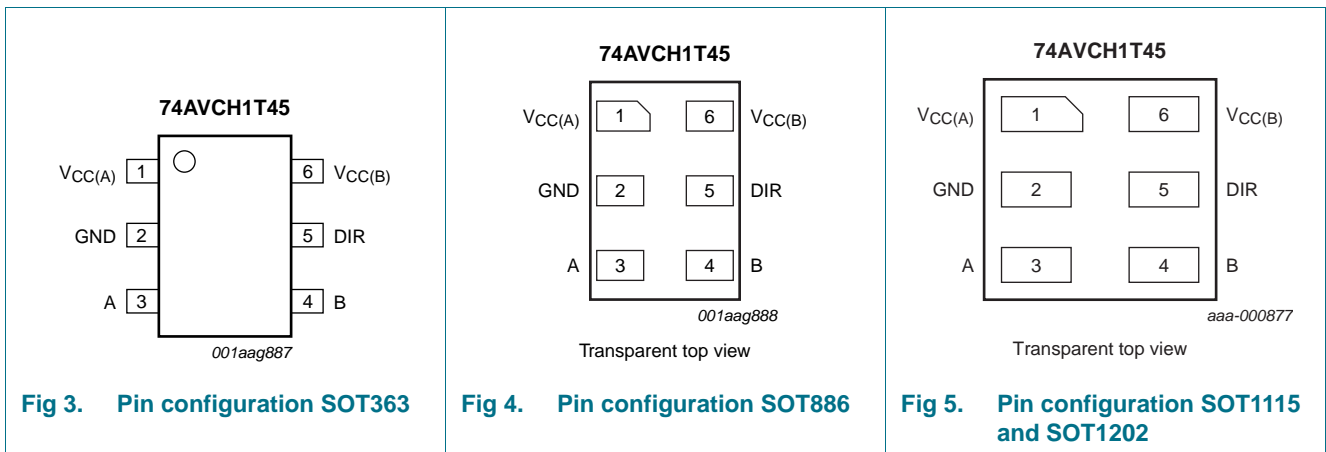 74AVCH1T45
VCC(A) 1 6 VCC(B)
GND 2 5 DIR
A 3 4 B
001aag887
Fig 3. Pin configuration SOT363
74AVCH1T45
VCC(A) 1 6 VCC(B)
GND 2 5 DIR
A 3 4 B
001aag888
Transparent top view
Fig 4. Pin configuration SOT886
74AVCH1T45
VCC(A) 1 6 VCC(B)
GND 2 5 DIR
A 3 4 B
aaa-000877
Transparent top view
Fig 5. Pin configuration SOT1115
and SOT1202